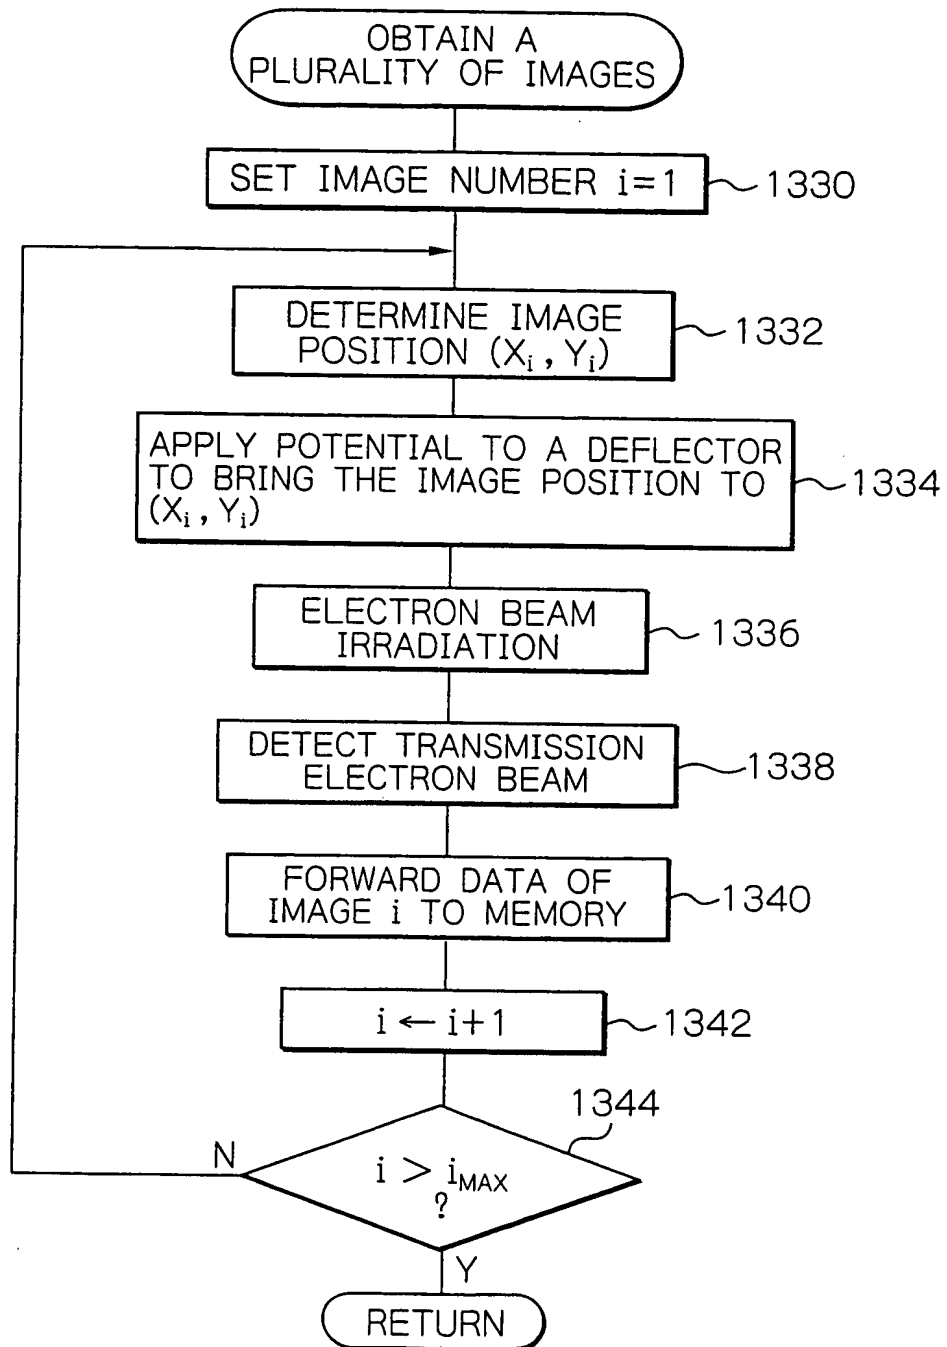 OBTAIN A
PLURALITY OF IMAGES
SET IMAGE NUMBER i=1
1330
DETERMINE IMAGE
POSITION (Xi , Yi)
1332
APPLY POTENTIAL TO A DEFLECTOR
TO BRING THE IMAGE POSITION TO
(Xi , Yi)
1334
ELECTRON BEAM
IRRADIATION
1336
DETECT TRANSMISSION
ELECTRON BEAM
1338
FORWARD DATA OF
IMAGE i TO MEMORY
1340
i ← i+1
1342
1344
N
i > iMAX
?
Y
RETURN